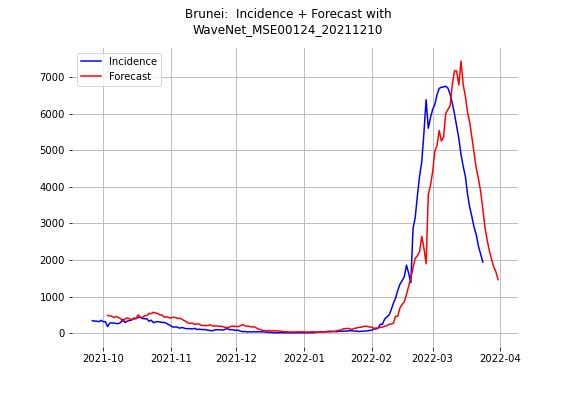 Brunei:  Incidence + Forecast with
WaveNet_MSE00124_20211210
Incidence
Forecast
7000
6000
5000
4000
3000
2000
1000
0
2021-10 2021-11 2021-12 2022-01 2022-02 2022-03 2022-04